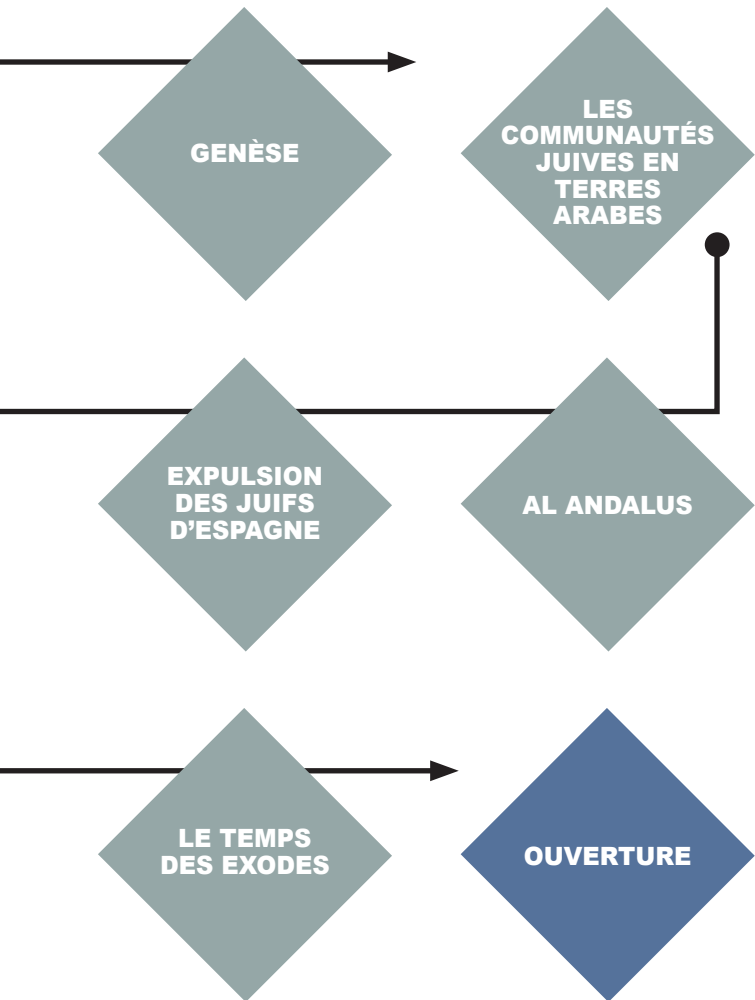 GENÈSE
LES
COMMUNAUTÉS
JUIVES EN
TERRES
ARABES
EXPULSION
DES JUIFS
D’ESPAGNE
AL ANDALUS
LE TEMPS
DES EXODES
OUVERTURE